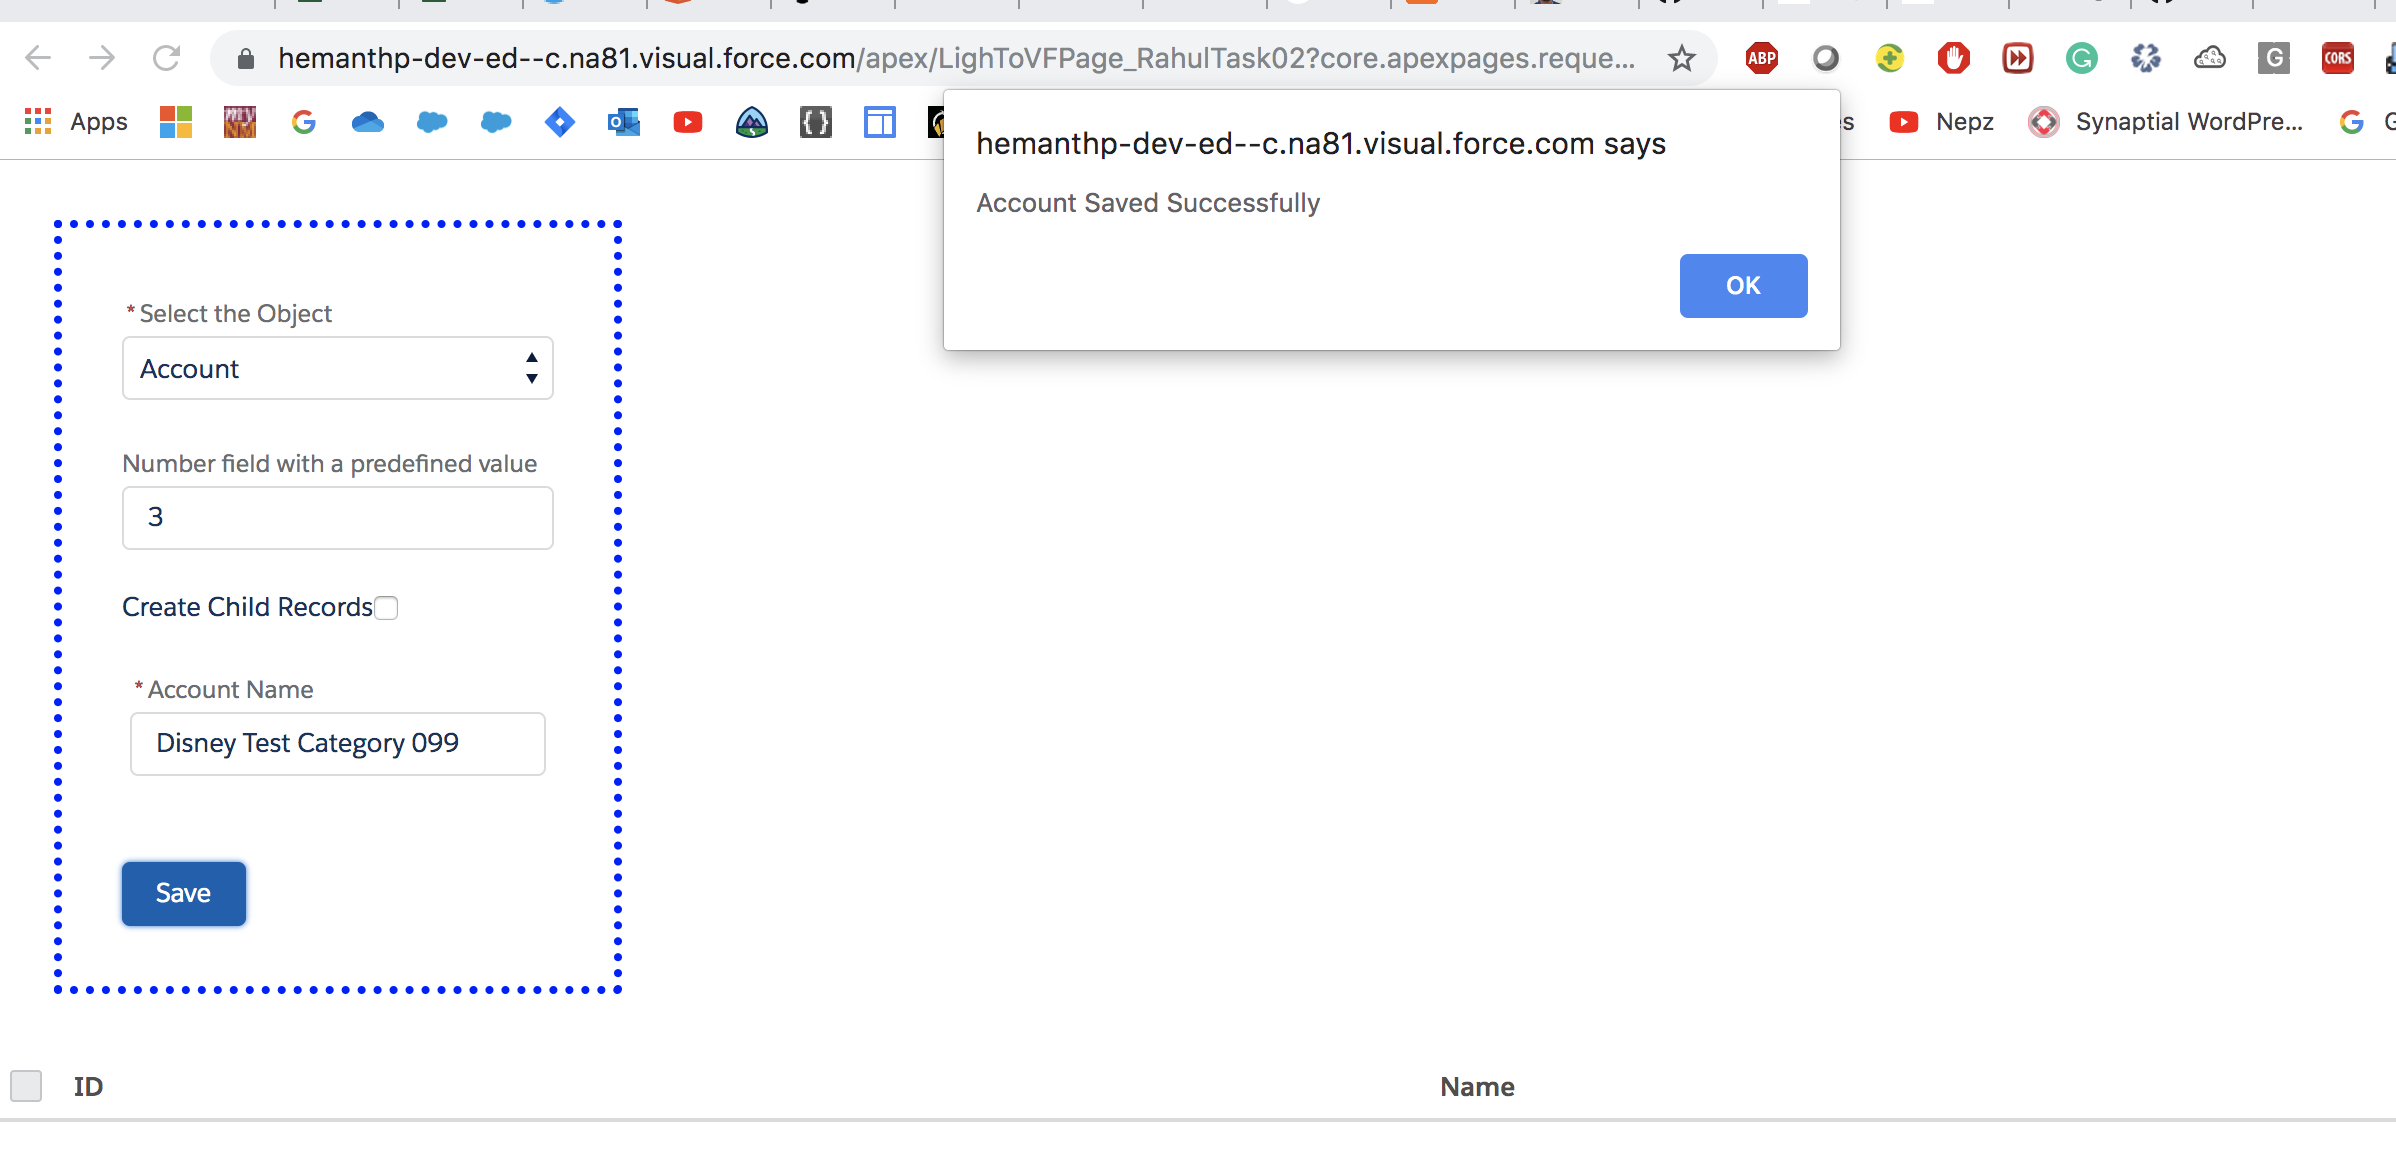 hemanthp-dev-ed--c.na81.visual.force.com/apex/LighToVFPage_RahulTask02?core.apexpages.reque...
ABP
G
G
CORS
Apps
Nepz
Synaptial WordPre...
hemanthp-dev-ed--c.na81.visual.force.com says
Account Saved Successfully
OK
* Select the Object
Account
Number field with a predefined value
3
Create Child Records
* Account Name
Disney Test Category 099
Save
ID
Name